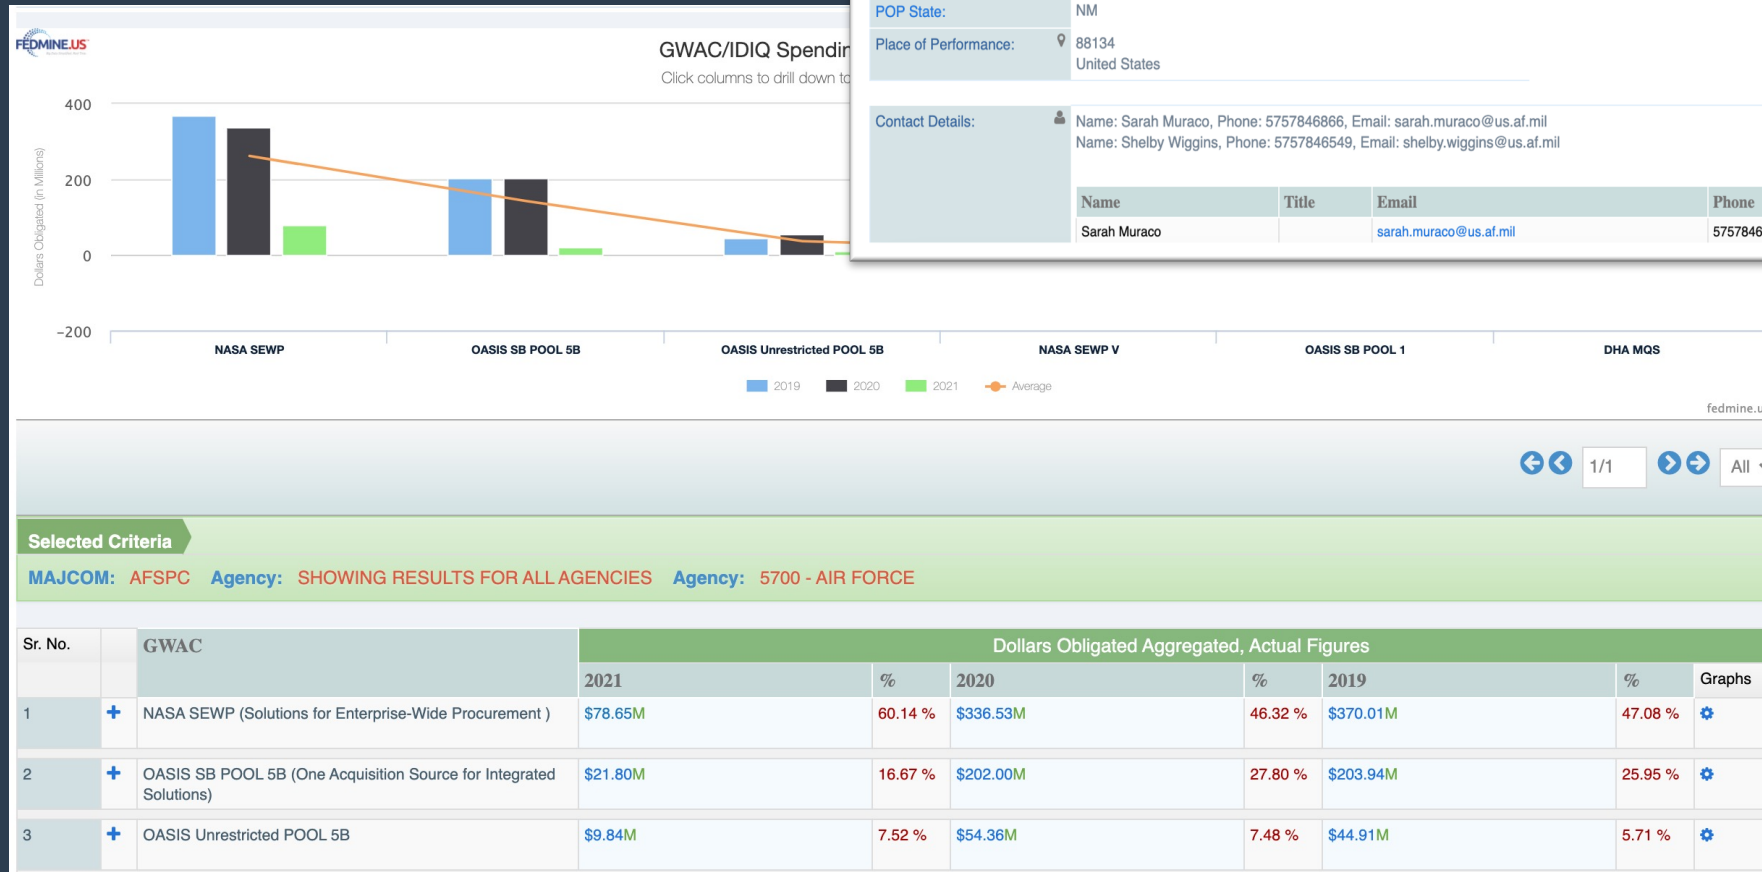 FEDMINE.US
GWAC/IDIQ Spendin
Click columns to drill down to
Dollars Obligated (in Millions)
400
200
0
-200
NASA SEWP
OASIS SB POOL 5B
OASIS Unrestricted POOL 5B
NASA SEWP V
OASIS SB POOL 1
DHA MQS
2019
2020
2021
Average
fedmine.u
POP State:
NM
Place of Performance:
88134
United States
Contact Details:
Name: Sarah Muraco, Phone: 5757846866, Email: sarah.muraco@us.af.mil
Name: Shelby Wiggins, Phone: 5757846549, Email: shelby.wiggins@us.af.mil
Name Title Email Phone
Sarah Muraco sarah.muraco@us.af.mil 5757846
1/1
All
Selected Criteria
MAJCOM: AFSPC Agency: SHOWING RESULTS FOR ALL AGENCIES Agency: 5700 - AIR FORCE
Sr. No. GWAC Dollars Obligated Aggregated, Actual Figures
2021 % 2020 % 2019 % Graphs
1 NASA SEWP (Solutions for Enterprise-Wide Procurement ) $78.65M 60.14 % $336.53M 46.32 % $370.01M 47.08 %
2 OASIS SB POOL 5B (One Acquisition Source for Integrated $21.80M 16.67 % $202.00M 27.80 % $203.94M 25.95 %
Solutions)
3 OASIS Unrestricted POOL 5B $9.84M 7.52 % $54.36M 7.48 % $44.91M 5.71 %